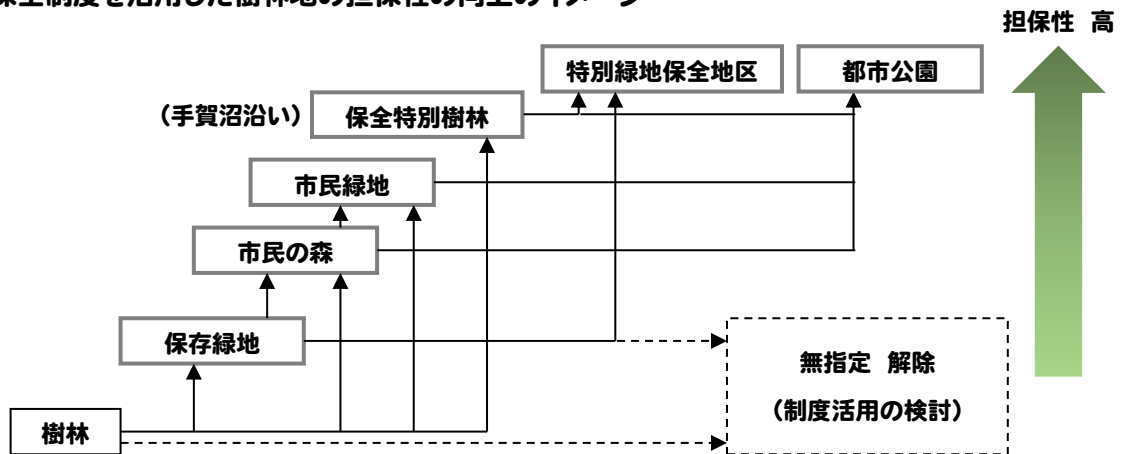 保全制度を活用した樹林地の担保性の向上のイメージ
担保性 高
特別緑地保全地区
都市公園
（手賀沼沿い）
保全特別樹林
市民緑地
市民の森
保存緑地
無指定 解除
（制度活用の検討）
樹林